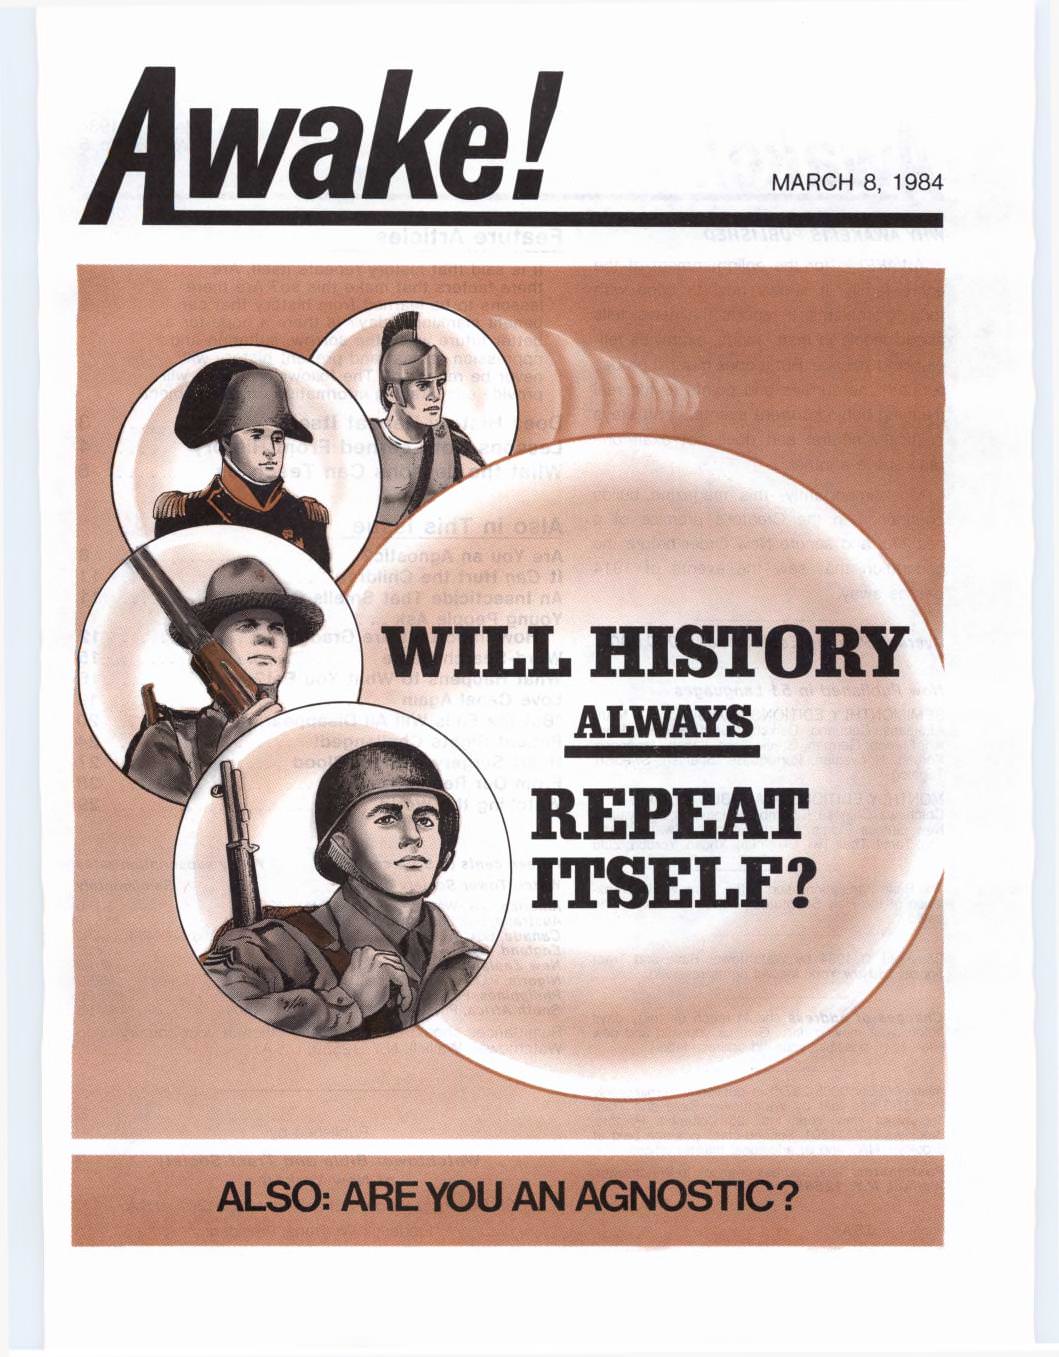 Awake!
MARCH 8, 1984
WILL HISTORY
ALWAYS
REPEAT
ITSELF?
ALSO: ARE YOU AN AGNOSTIC?